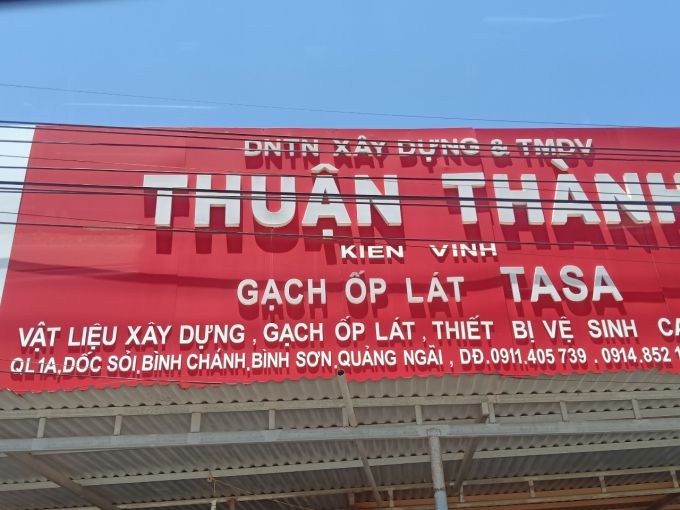 DNTN XÂY DỰNG & TMDV
THUẬN THÀNH
KIEN VINH
GẠCH ỐP LÁT TASA
VẬT LIỆU XÂY DỰNG , GẠCH ỐP LÁT , THIẾT BỊ VỆ SINH CA
QL1A,DỐC SỎI,BÌNH CHÁNH,BÌNH SƠN,QUẢNG NGÃI , DĐ.0911.405 739 . 0914.852 1